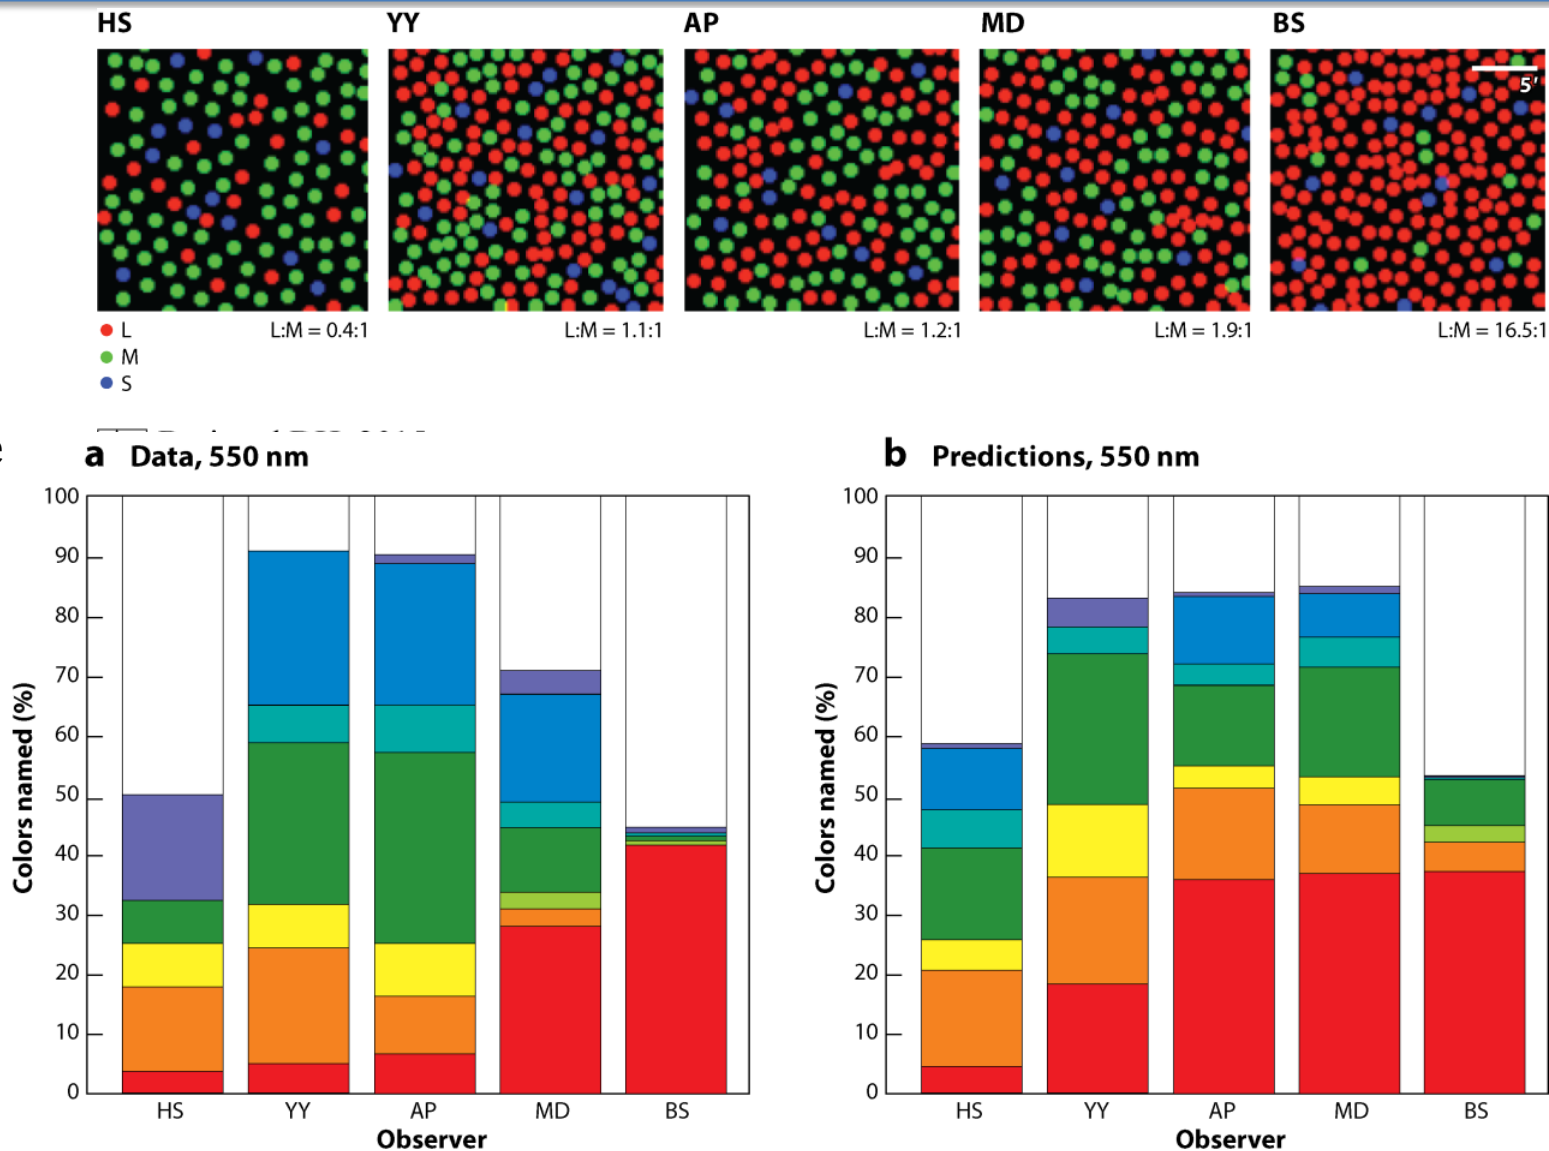 HS YY AP MD BS
5′
L L:M = 0.4:1 L:M = 1.1:1 L:M = 1.2:1 L:M = 1.9:1 L:M = 16.5:1
M
S
a Data, 550 nm
b Predictions, 550 nm
Colors named (%)
100
90
80
70
60
50
40
30
20
10
0
HS YY AP MD BS
Observer
Colors named (%)
100
90
80
70
60
50
40
30
20
10
0
HS YY AP MD BS
Observer